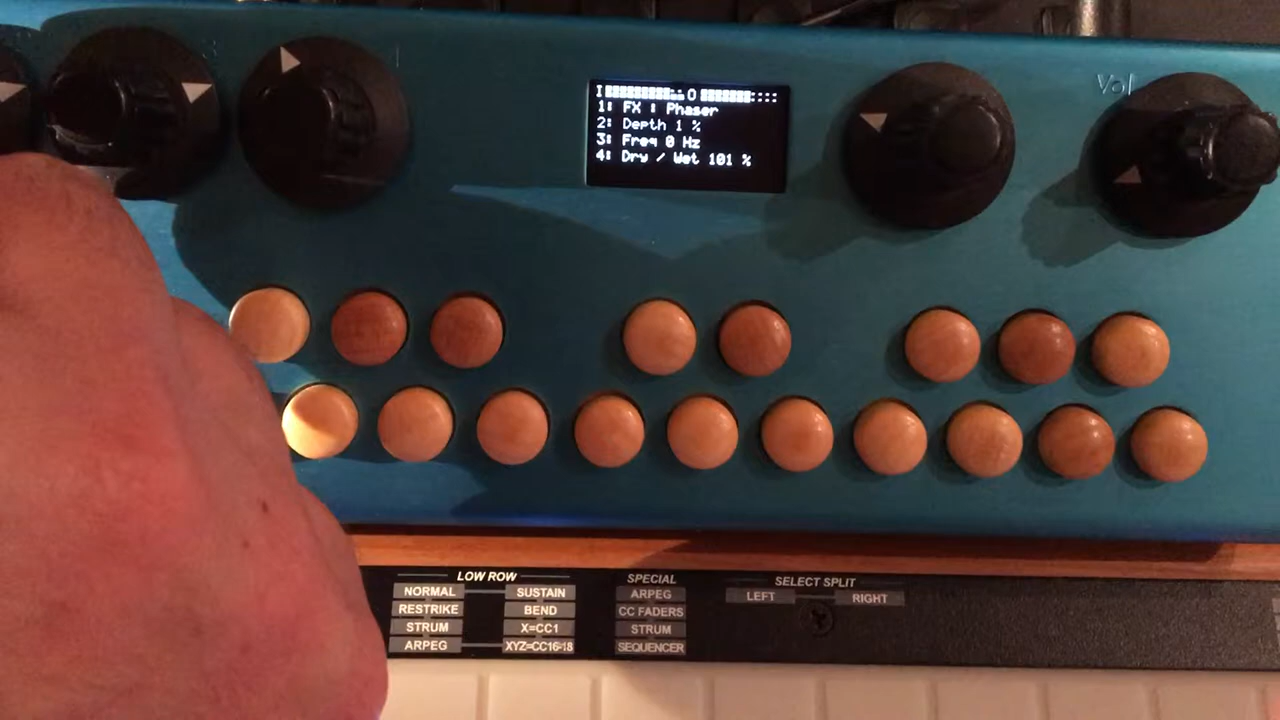 Vol
I O
1: FX : Phaser
2: Depth 1 %
3: Freq 0 Hz
4: Dry / Wet 101 %
LOW ROW
NORMAL SUSTAIN
RESTRIKE BEND
STRUM X=CC1
ARPEG XYZ=CC16-18
SPECIAL
ARPEG
CC FADERS
STRUM
SEQUENCER
SELECT SPLIT
LEFT RIGHT